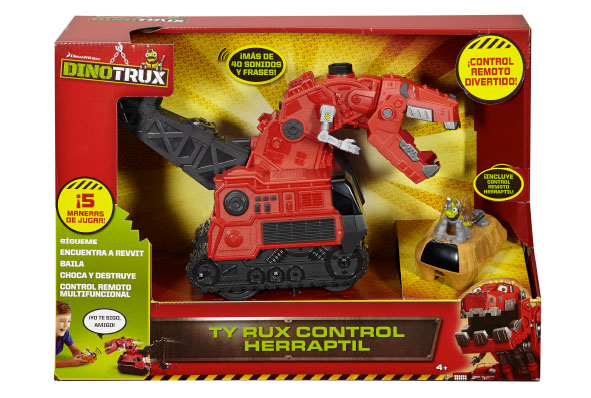 DREAMWORKS
DINOTRUX
¡MÁS DE
40 SONIDOS
Y FRASES!
¡CONTROL
REMOTO
DIVERTIDO!
¡INCLUYE
CONTROL
REMOTO
HERRAPTIL!
¡5
MANERAS
DE JUGAR!
SÍGUEME
ENCUENTRA A REVVIT
BAILA
CHOCA Y DESTRUYE
CONTROL REMOTO
MULTIFUNCIONAL
¡YO TE SIGO,
AMIGO!
TY RUX CONTROL
HERRAPTIL
4+